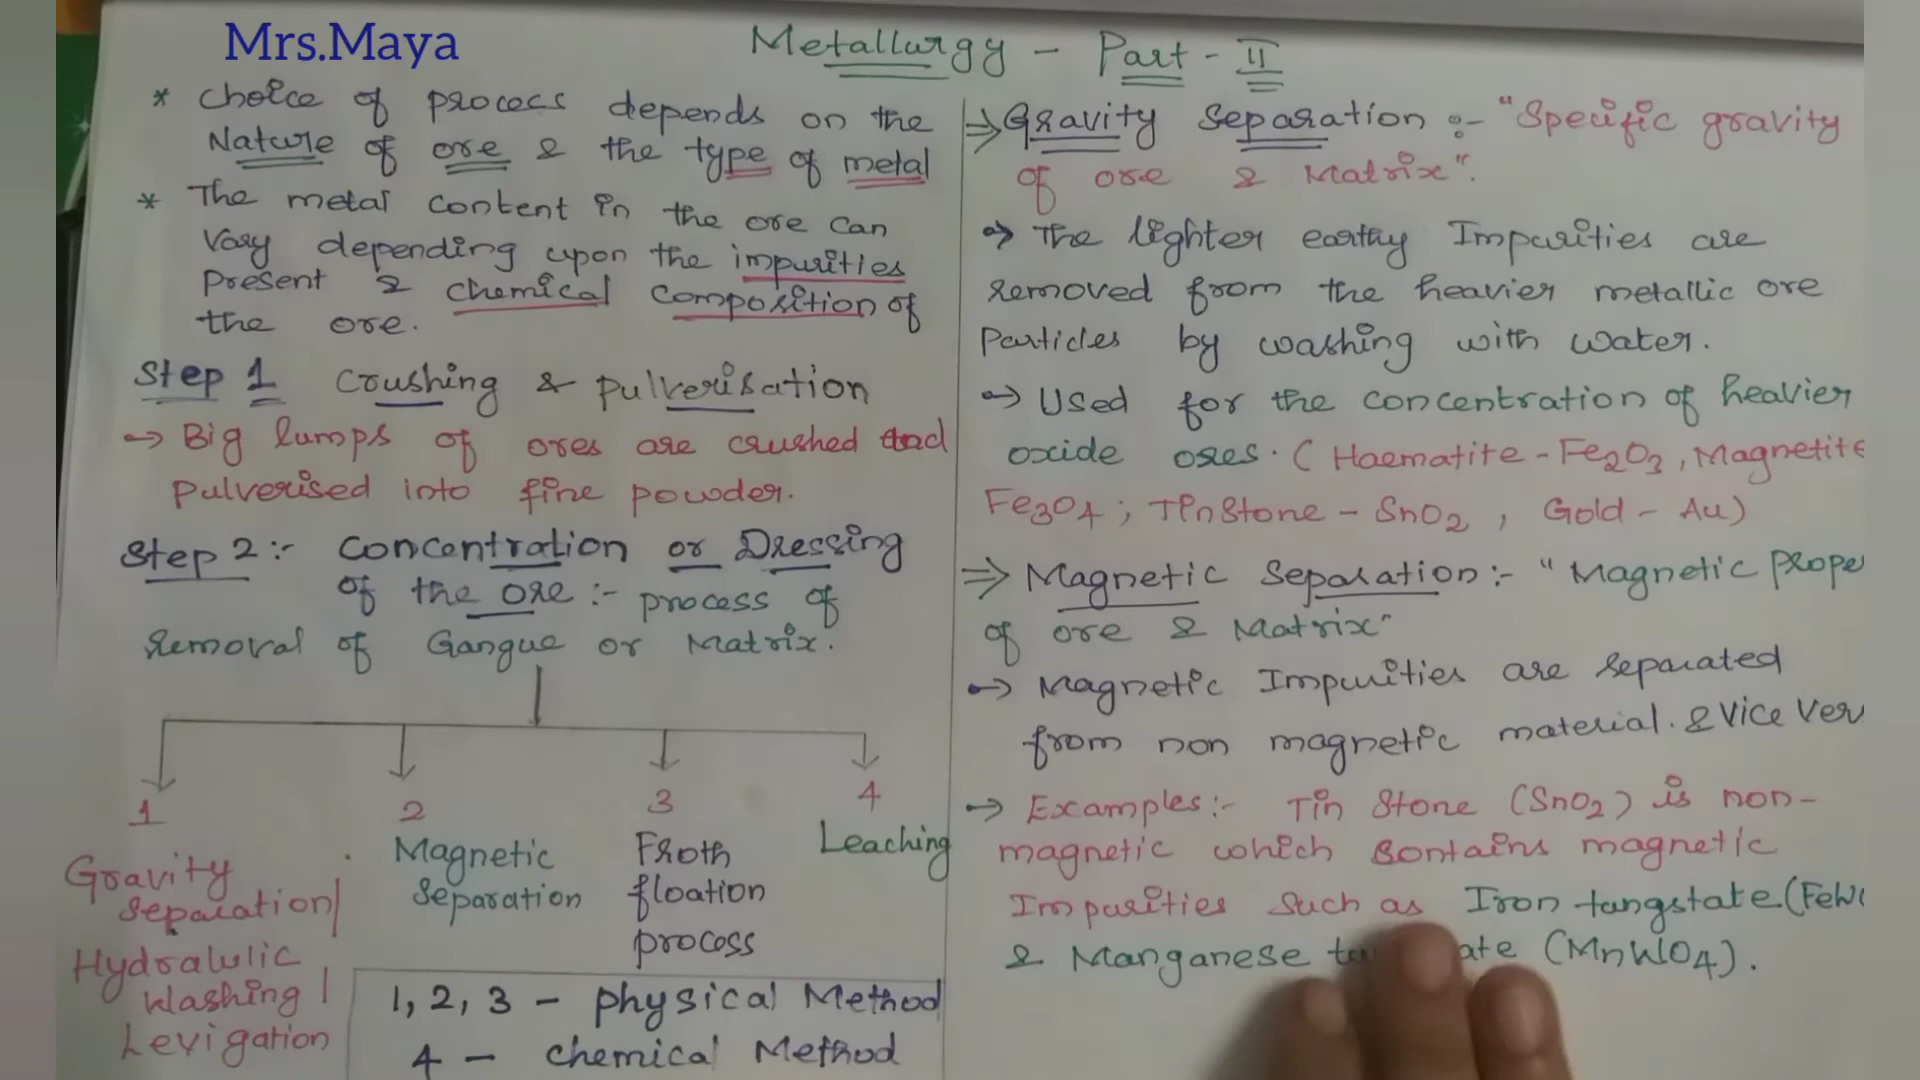 Mrs.Maya
Metallurgy - Part - II
* Choice of process depends on the
Nature of ore & the type of metal
* The metal content in the ore can
Vary depending upon the impurities
Present & chemical composition of
the ore.
Step 1 Crushing & Pulverisation
→ Big lumps of ores are crushed and
Pulverised into fine powder.
Step 2:- Concentration or Dressing
of the ore:- process of
Removal of Gangue or Matrix.
1
Gravity
Separation/
Hydralulic
Washing /
Levigation
2
Magnetic
Separation
3
Froth
floation
process
4
Leaching
1, 2, 3 - physical Method
4 - chemical Method
⇒ Gravity Separation :- "Specific gravity
of ore & Matrix".
→ The lighter earthy Impurities are
removed from the heavier metallic ore
Particles by washing with water.
→ Used for the concentration of heavier
oxide ores. (Haematite - Fe2O3, Magnetite
Fe3O4; TinStone - SnO2, Gold - Au)
⇒ Magnetic Separation:- "Magnetic Prope
of ore & Matrix"
→ Magnetic Impurities are separated
from non magnetic material. & Vice Ver
→ Examples:- Tin Stone (SnO2) is non-
magnetic which contains magnetic
Impurities Such as Iron tangstate (FeW
& Manganese (MnWO4).